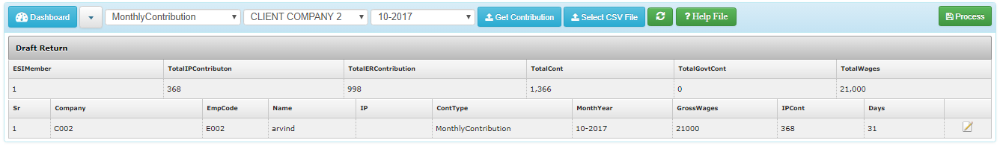 Dashboard MonthlyContribution CLIENT COMPANY 2 10-2017 Get Contribution Select CSV File ? Help File Process
Draft Return
ESIMember TotalIPContributon TotalERContribution TotalCont TotalGovtCont TotalWages
1 368 998 1,366 0 21,000
Sr Company EmpCode Name IP ContType MonthYear GrossWages IPCont Days
1 C002 E002 arvind MonthlyContribution 10-2017 21000 368 31